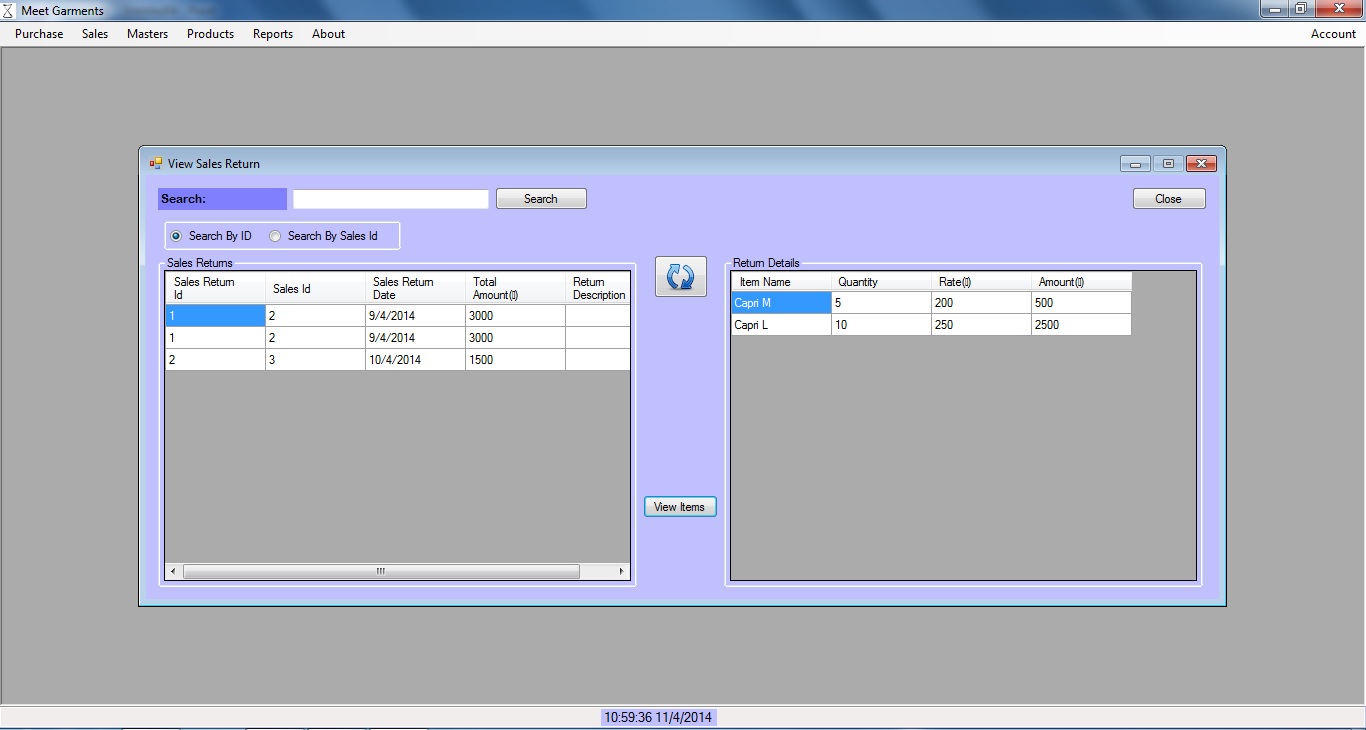 Meet Garments
Purchase Sales Masters Products Reports About Account
View Sales Return
Search: Search Close
Search By ID Search By Sales Id
Sales Returns Return Details
Sales Return Id Sales Id Sales Return Date Total Amount(▯) Return Description
1 2 9/4/2014 3000
1 2 9/4/2014 3000
2 3 10/4/2014 1500
Item Name Quantity Rate(▯) Amount(▯)
Capri M 5 200 500
Capri L 10 250 2500
View Items
10:59:36 11/4/2014